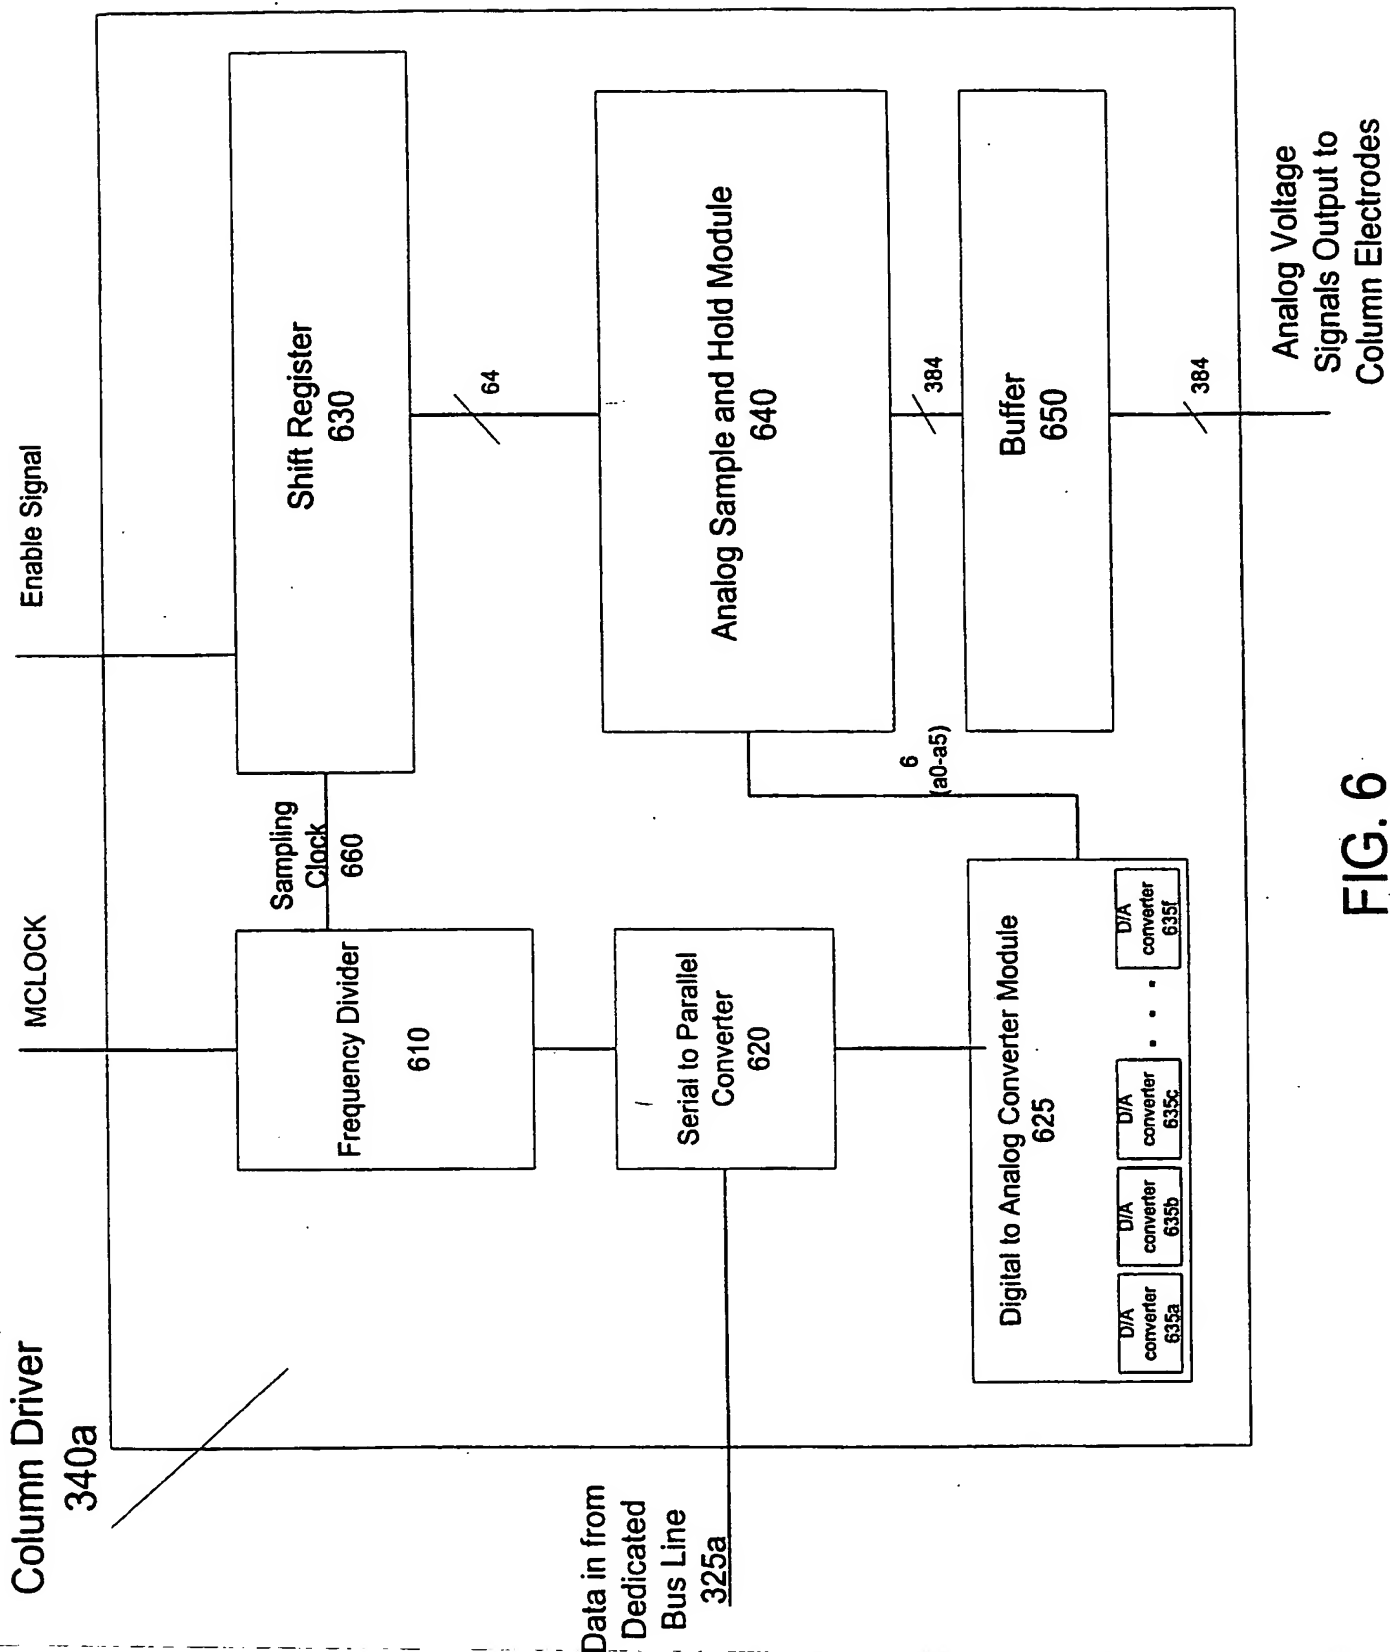 Column Driver
340a
MCLOCK
Enable Signal
Frequency Divider
610
Sampling
Clock
660
Shift Register
630
64
Data in from
Dedicated
Bus Line
325a
Serial to Parallel
Converter
620
Analog Sample and Hold Module
640
6
(a0-a5)
384
Digital to Analog Converter Module
625
D/A
converter
635a
D/A
converter
635b
D/A
converter
635c
. . .
D/A
converter
635f
Buffer
650
384
Analog Voltage
Signals Output to
Column Electrodes
FIG. 6